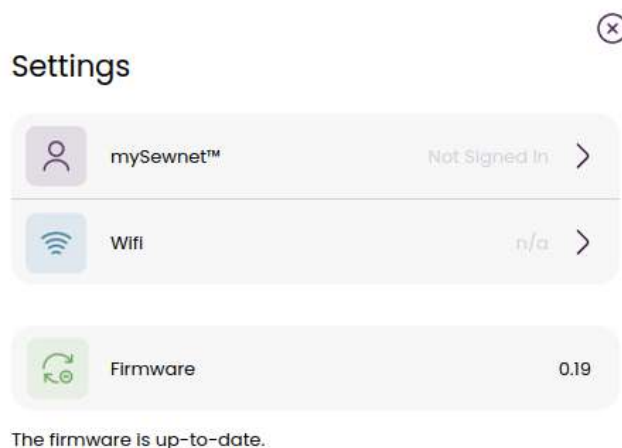 Settings
mySewnet™ Not Signed In
Wifi n/a
Firmware 0.19
The firmware is up-to-date.